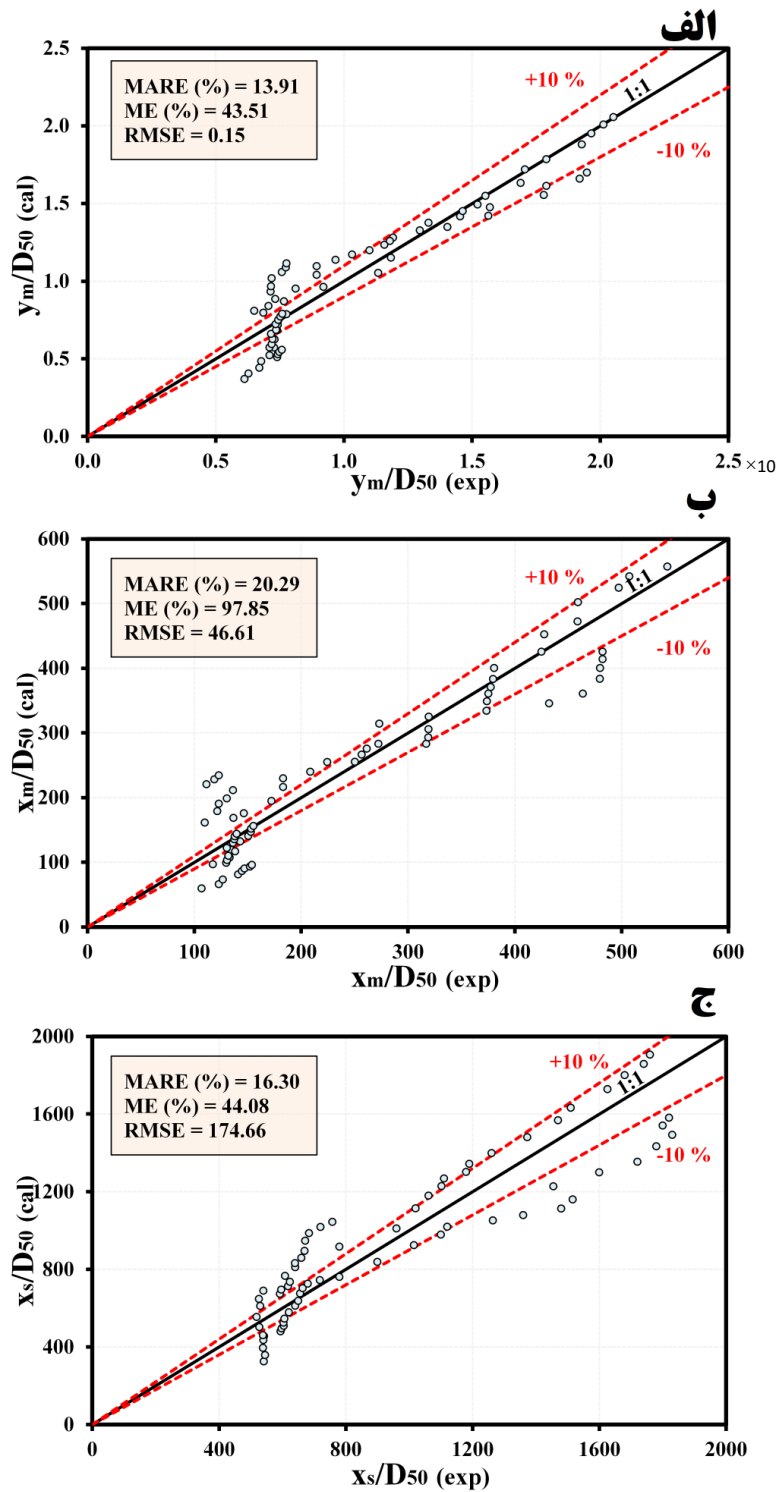 الف
2.5
2.0
1.5
1.0
0.5
0.0
ym/D50 (cal)
MARE (%) = 13.91
ME (%) = 43.51
RMSE = 0.15
+10 %
1:1
-10 %
0.0 0.5 1.0 1.5 2.0 2.5 ×10
ym/D50 (exp)
ب
600
500
400
300
200
100
0
xm/D50 (cal)
MARE (%) = 20.29
ME (%) = 97.85
RMSE = 46.61
+10 %
1:1
-10 %
0 100 200 300 400 500 600
xm/D50 (exp)
ج
2000
1600
1200
800
400
0
xs/D50 (cal)
MARE (%) = 16.30
ME (%) = 44.08
RMSE = 174.66
+10 %
1:1
-10 %
0 400 800 1200 1600 2000
xs/D50 (exp)